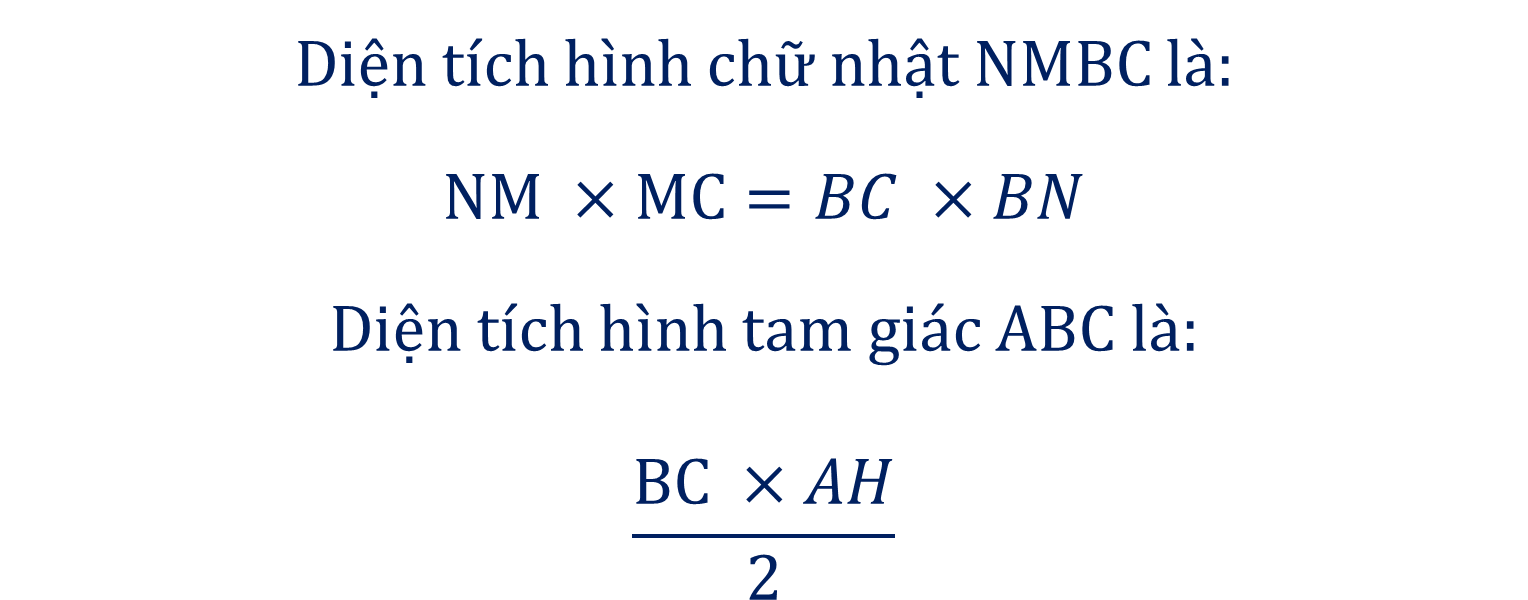 Diện tích hình chữ nhật NMBC là:
NM × MC = BC × BN
Diện tích hình tam giác ABC là:
BC × AH
2